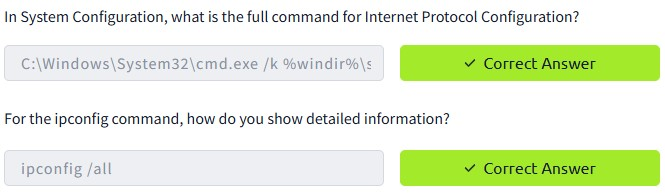 In System Configuration, what is the full command for Internet Protocol Configuration?
C:\Windows\System32\cmd.exe /k %windir%\s
✓ Correct Answer
For the ipconfig command, how do you show detailed information?
ipconfig /all
✓ Correct Answer